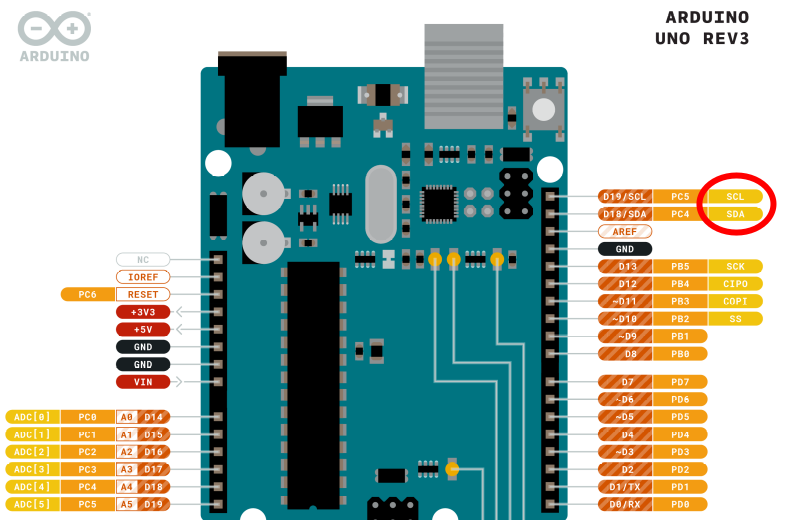 ARDUINO
ARDUINO
UNO REV3
D19/SCL PC5 SCL
D18/SDA PC4 SDA
AREF
GND
D13 PB5 SCK
D12 PB4 CIPO
~D11 PB3 COPI
~D10 PB2 SS
~D9 PB1
D8 PB0
D7 PD7
~D6 PD6
~D5 PD5
D4 PD4
~D3 PD3
D2 PD2
D1/TX PD1
D0/RX PD0
NC
IOREF
PC6 RESET
+3V3
+5V
GND
GND
VIN
ADC[0] PC0 A0 D14
ADC[1] PC1 A1 D15
ADC[2] PC2 A2 D16
ADC[3] PC3 A3 D17
ADC[4] PC4 A4 D18
ADC[5] PC5 A5 D19